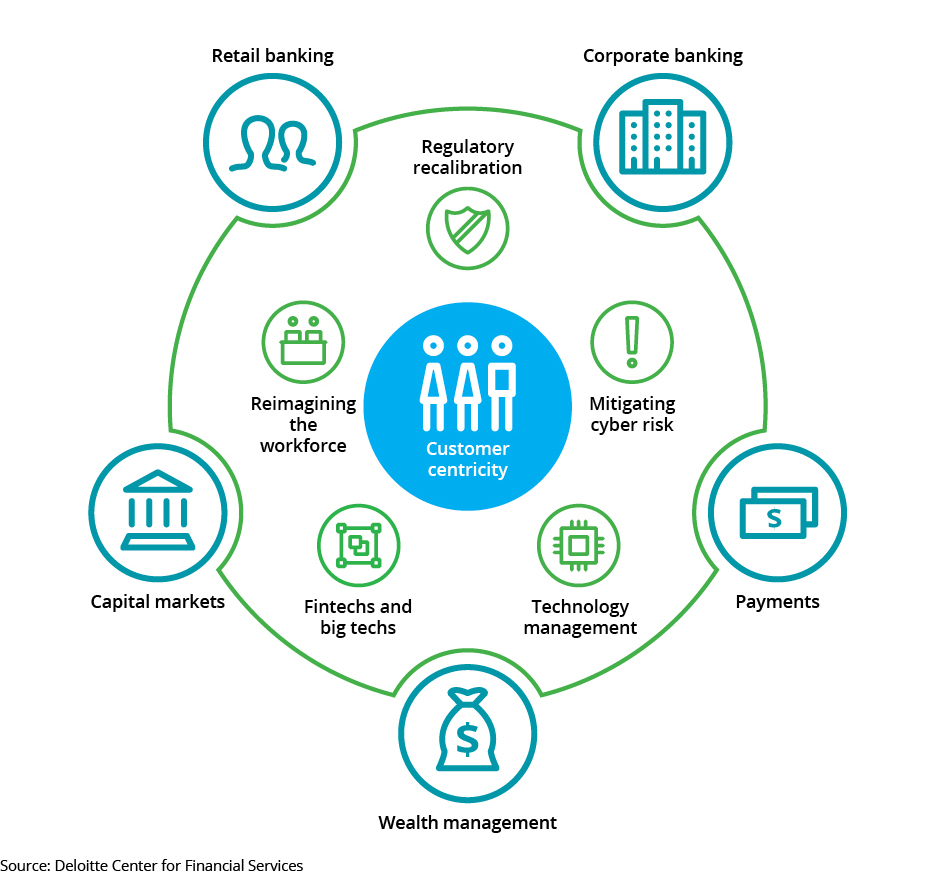 Retail banking
Corporate banking
Regulatory
recalibration
Reimagining
the
workforce
Mitigating
cyber risk
Customer
centricity
$
Capital markets
Fintechs and
big techs
Technology
management
Payments
$
Wealth management
Source: Deloitte Center for Financial Services